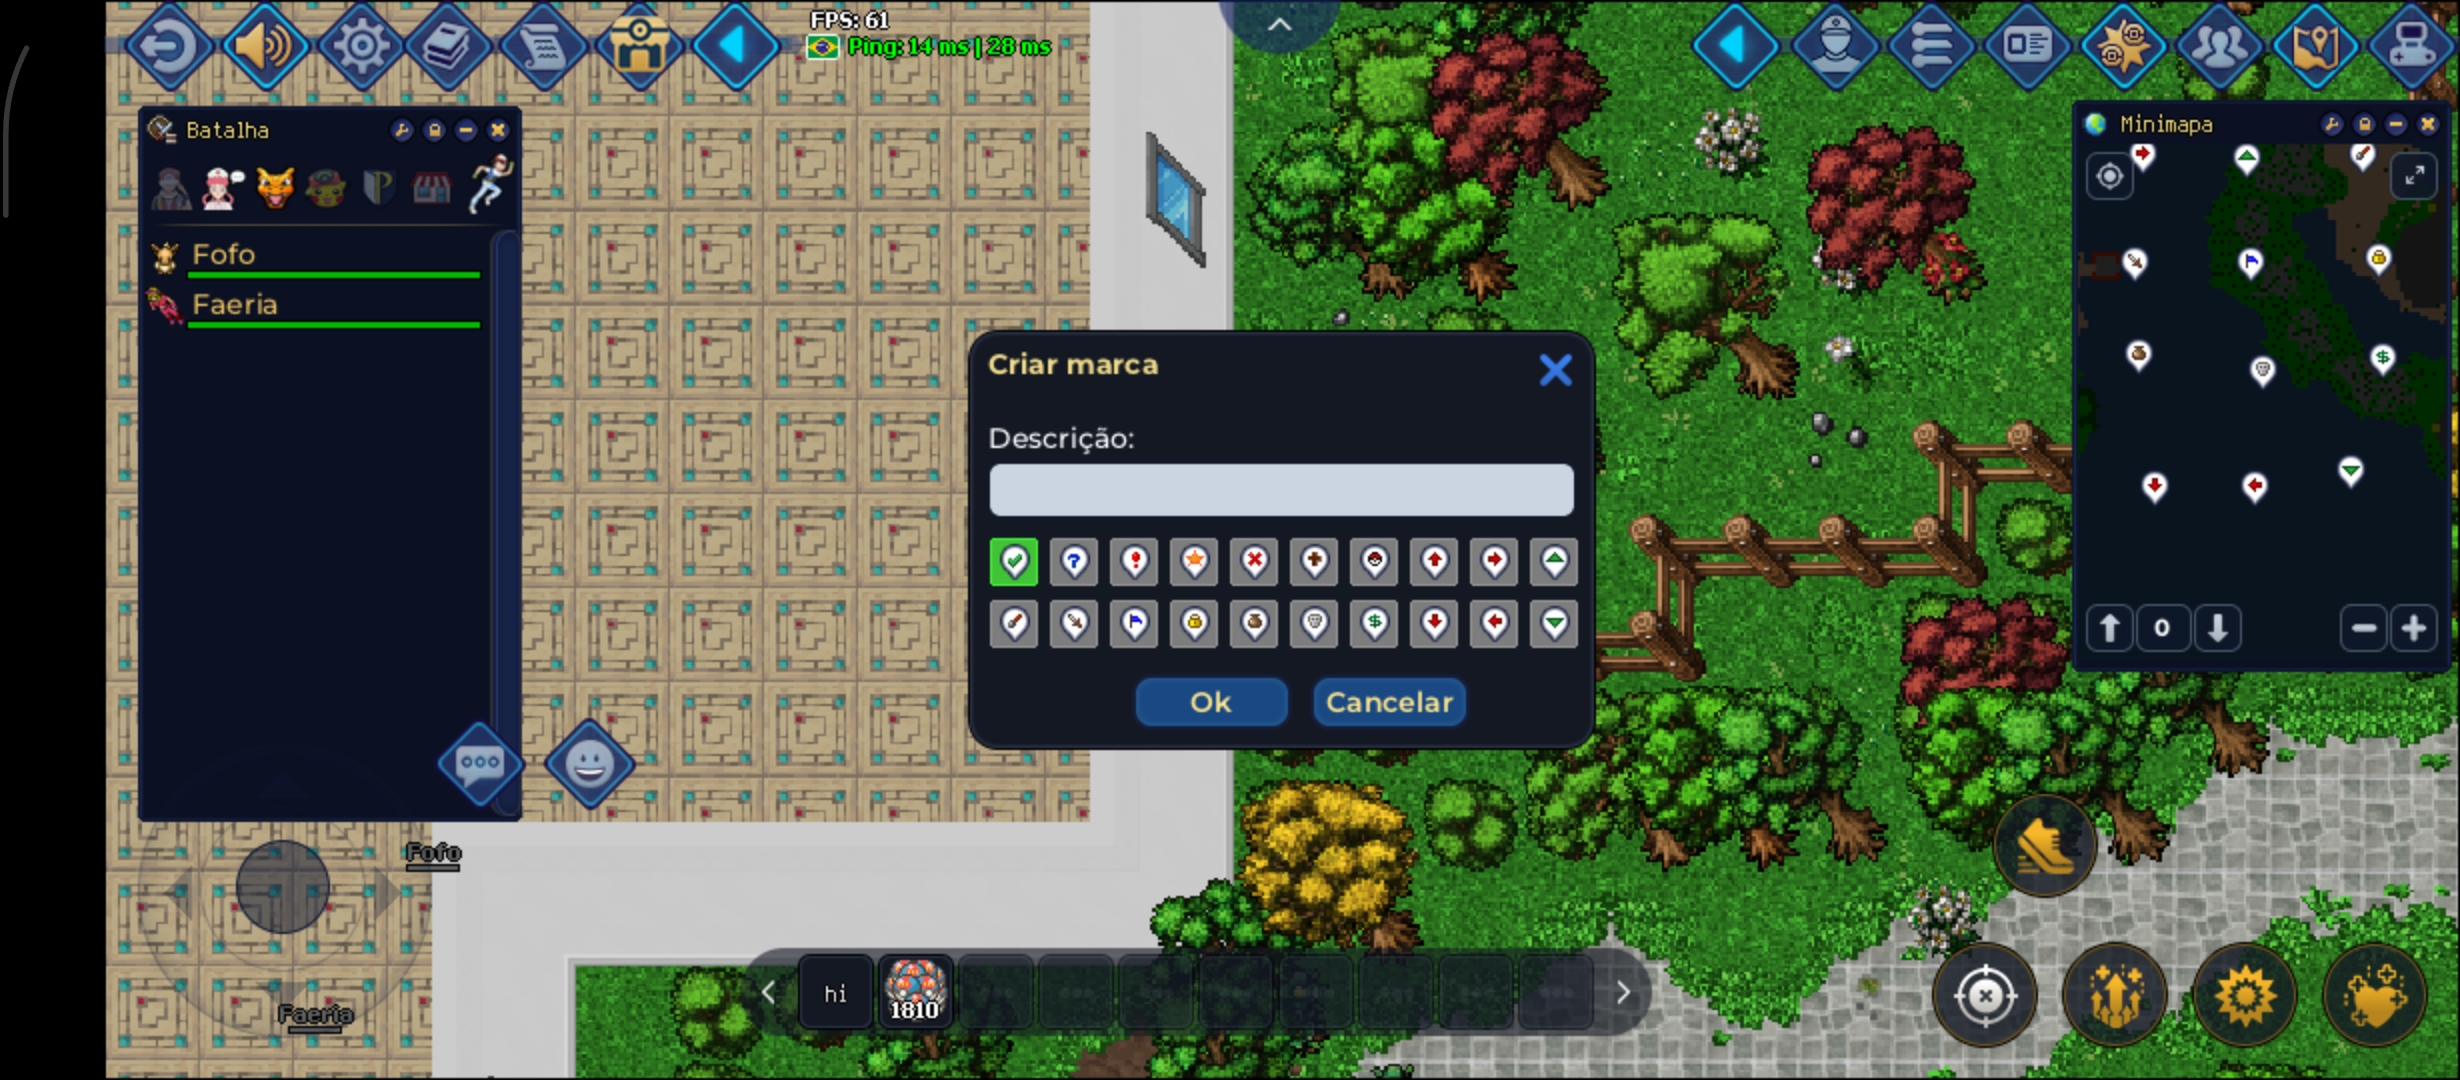 FPS: 61
Ping: 14 ms | 28 ms
Batalha
Fofo
Faeria
Minimapa
0
Criar marca
Descrição:
Ok
Cancelar
Fofo
Faeria
hi
1810